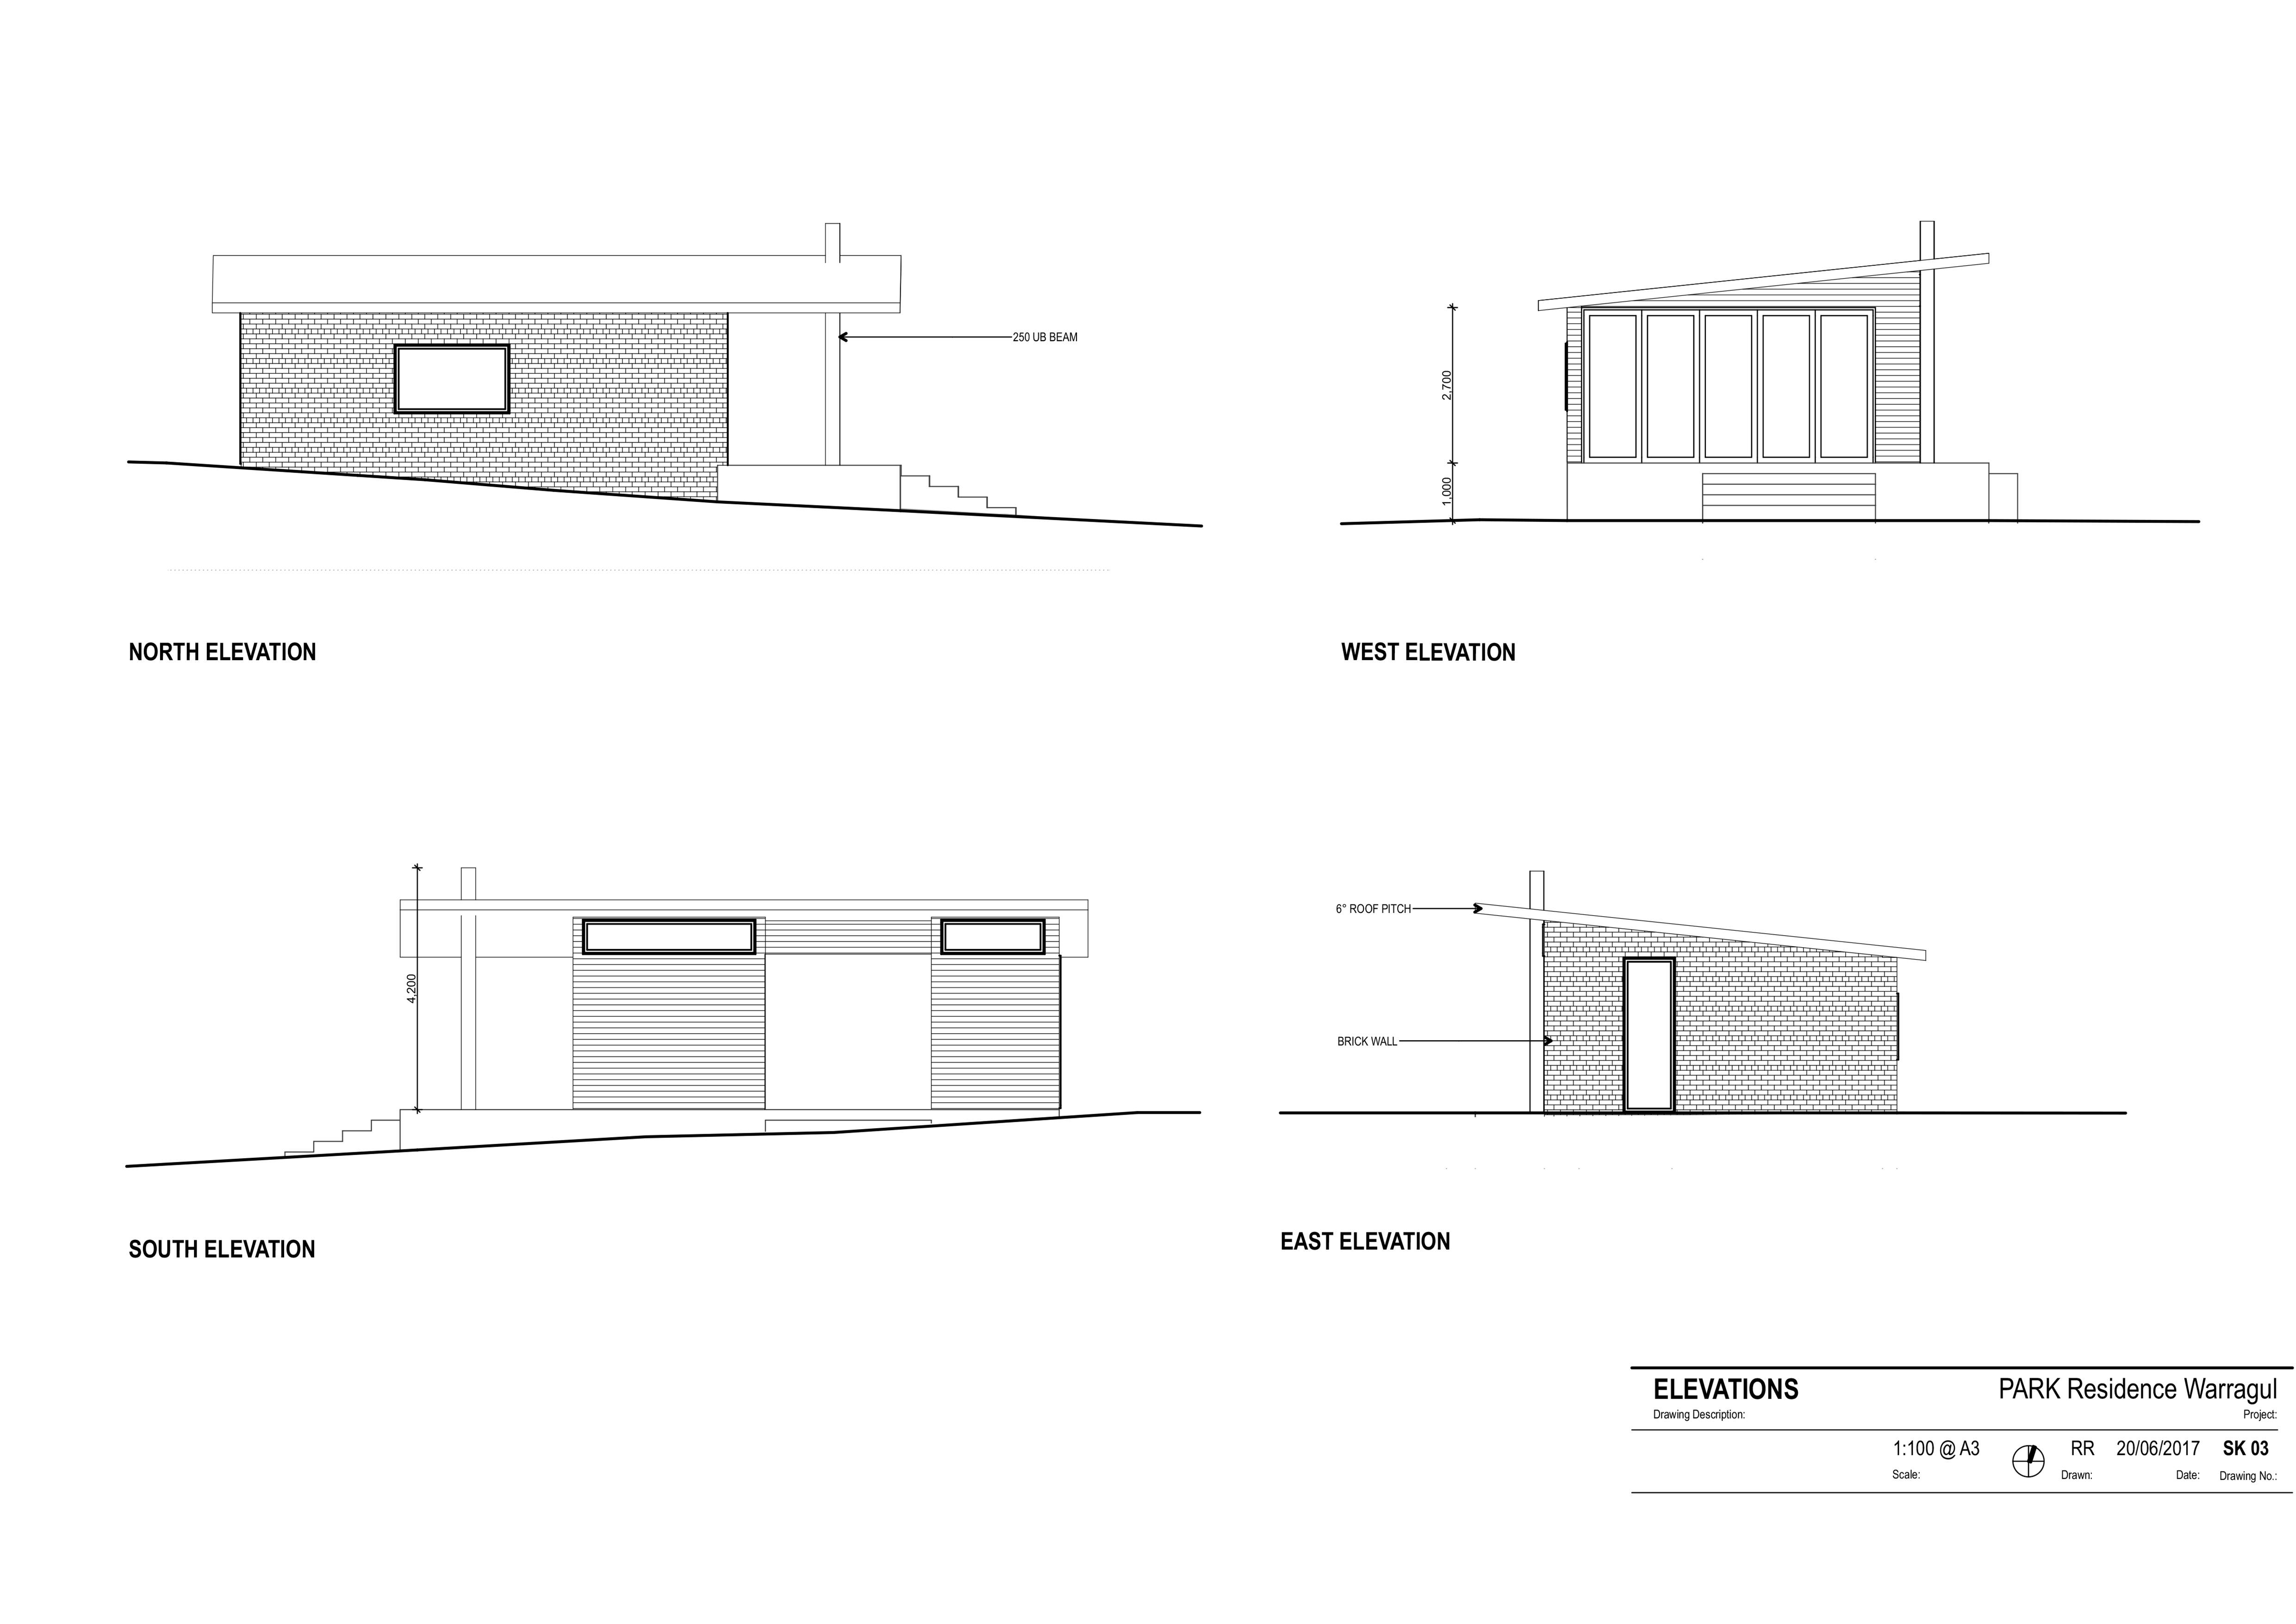 250 UB BEAM
2,700
1,000
NORTH ELEVATION
WEST ELEVATION
4,200
6° ROOF PITCH
BRICK WALL
SOUTH ELEVATION
EAST ELEVATION
ELEVATIONS
Drawing Description:
PARK Residence Warragul
Project:
1:100 @ A3
Scale:
RR
Drawn:
20/06/2017
Date:
SK 03
Drawing No.: